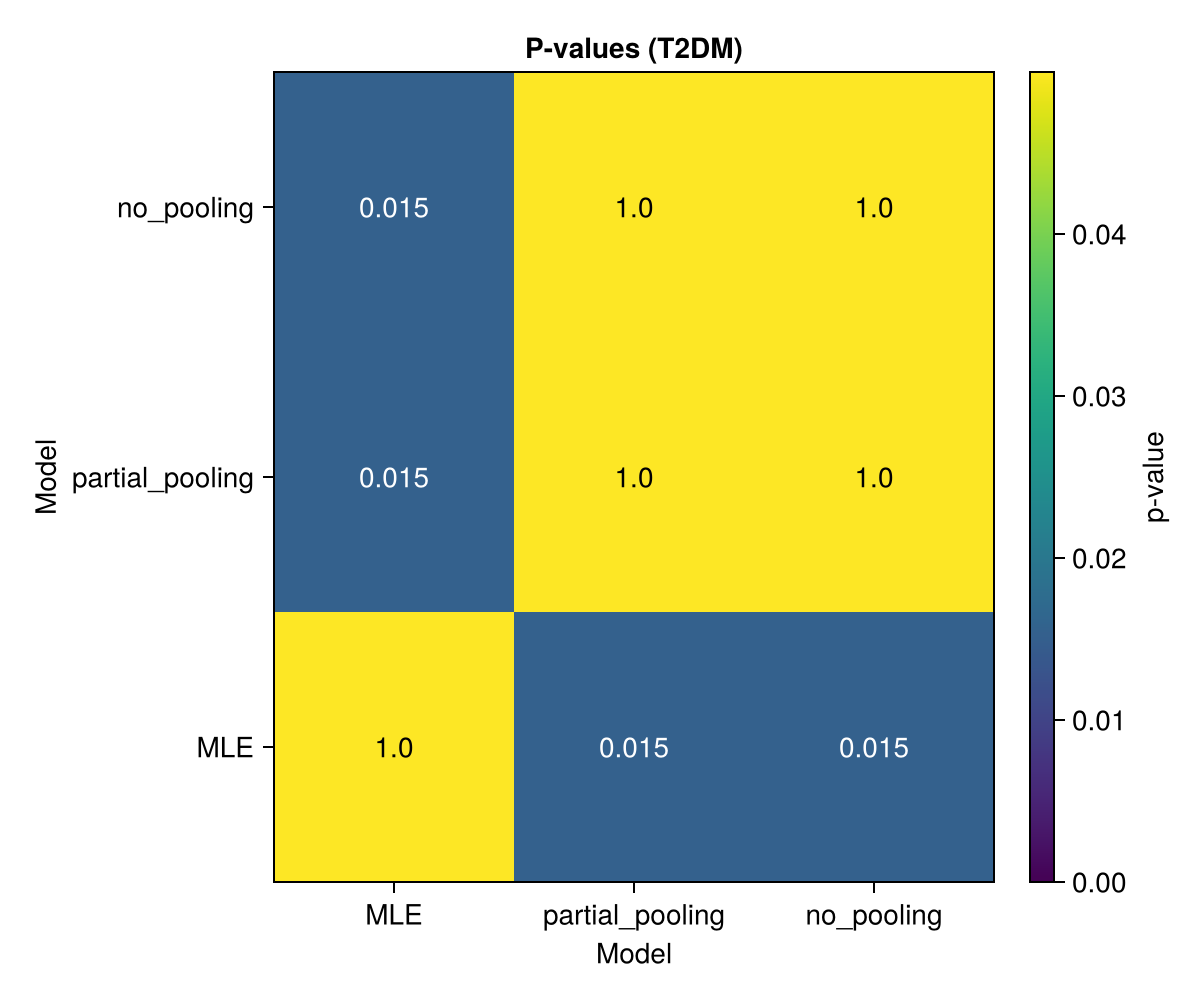 P-values (T2DM)
no_pooling
0.015
1.0
1.0
partial_pooling
0.015
1.0
1.0
MLE
1.0
0.015
0.015
MLE
partial_pooling
no_pooling
Model
Model
0.04
0.03
0.02
0.01
0.00
p-value